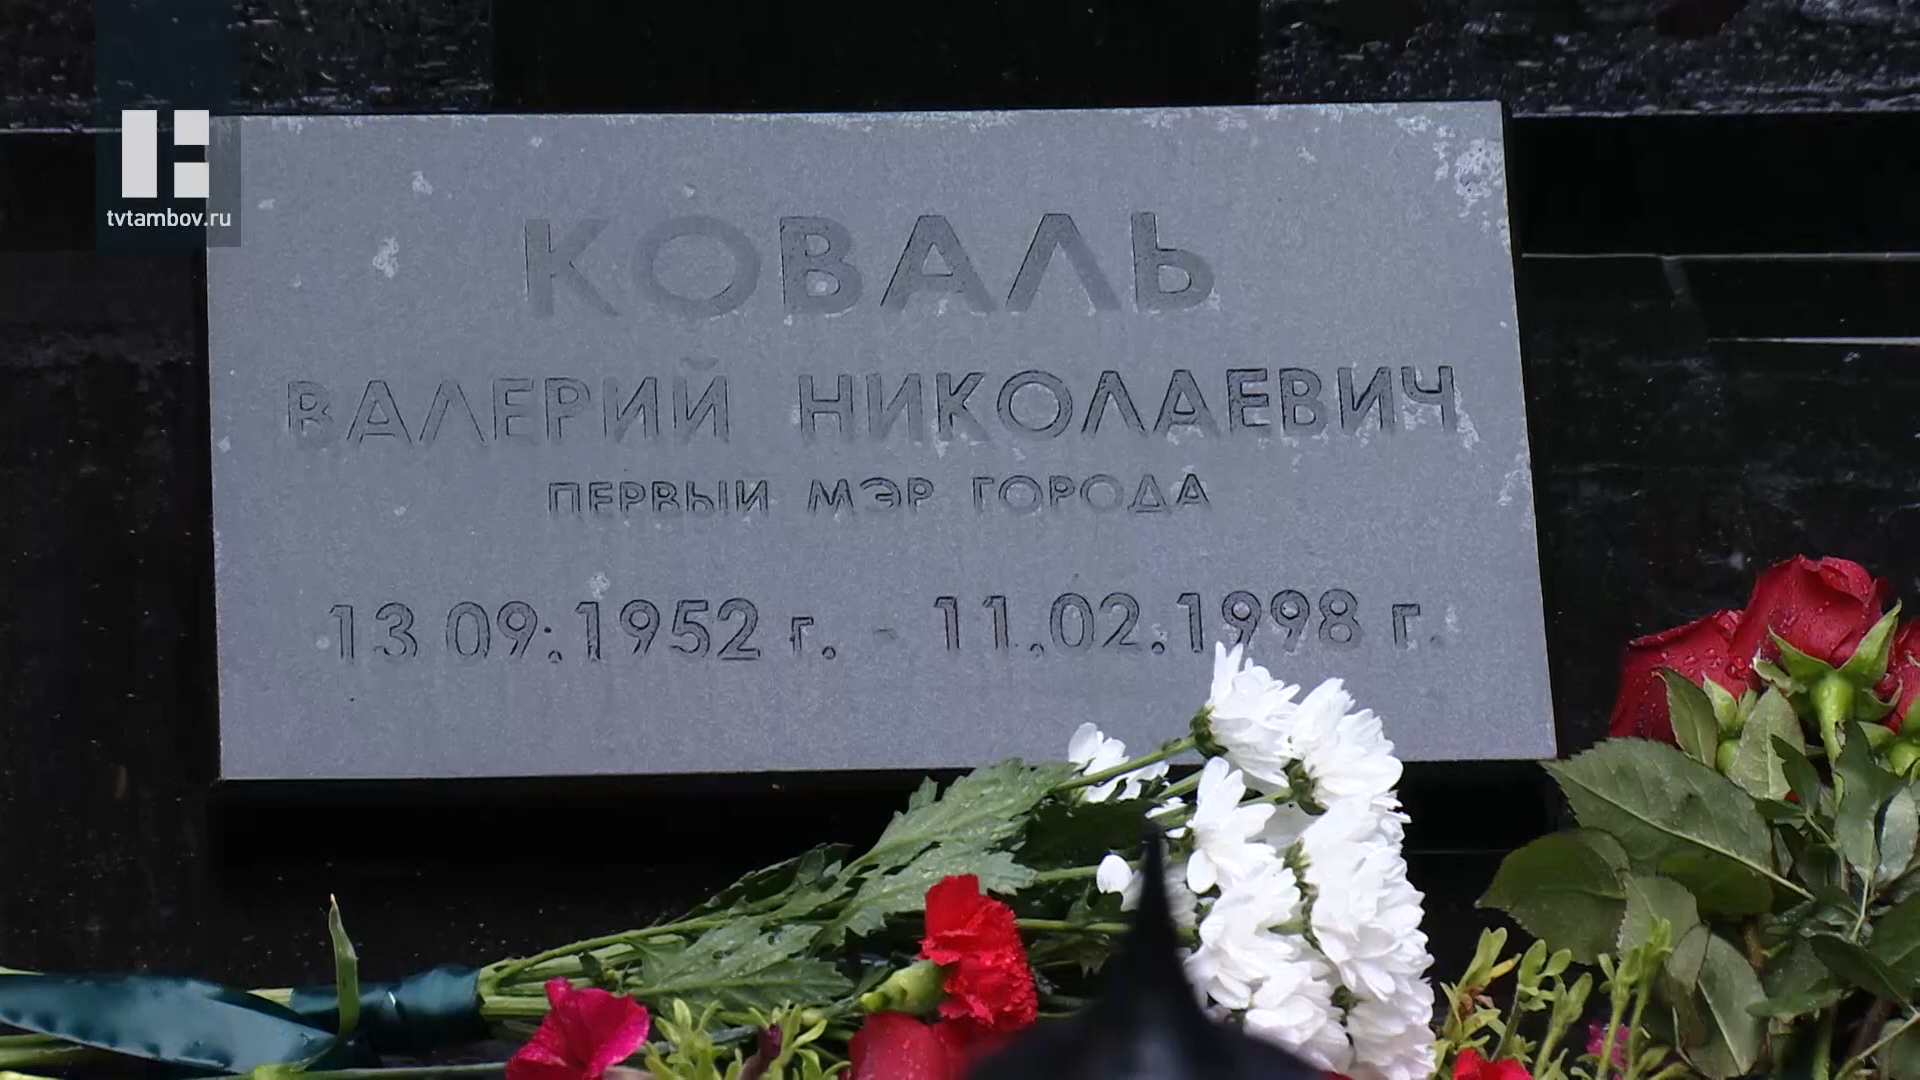 tvtambov.ru
КОВАЛЬ
ВАЛЕРИЙ НИКОЛАЕВИЧ
ПЕРВЫЙ МЭР ГОРОДА
13 09.1952 г. - 11.02.1998 г.